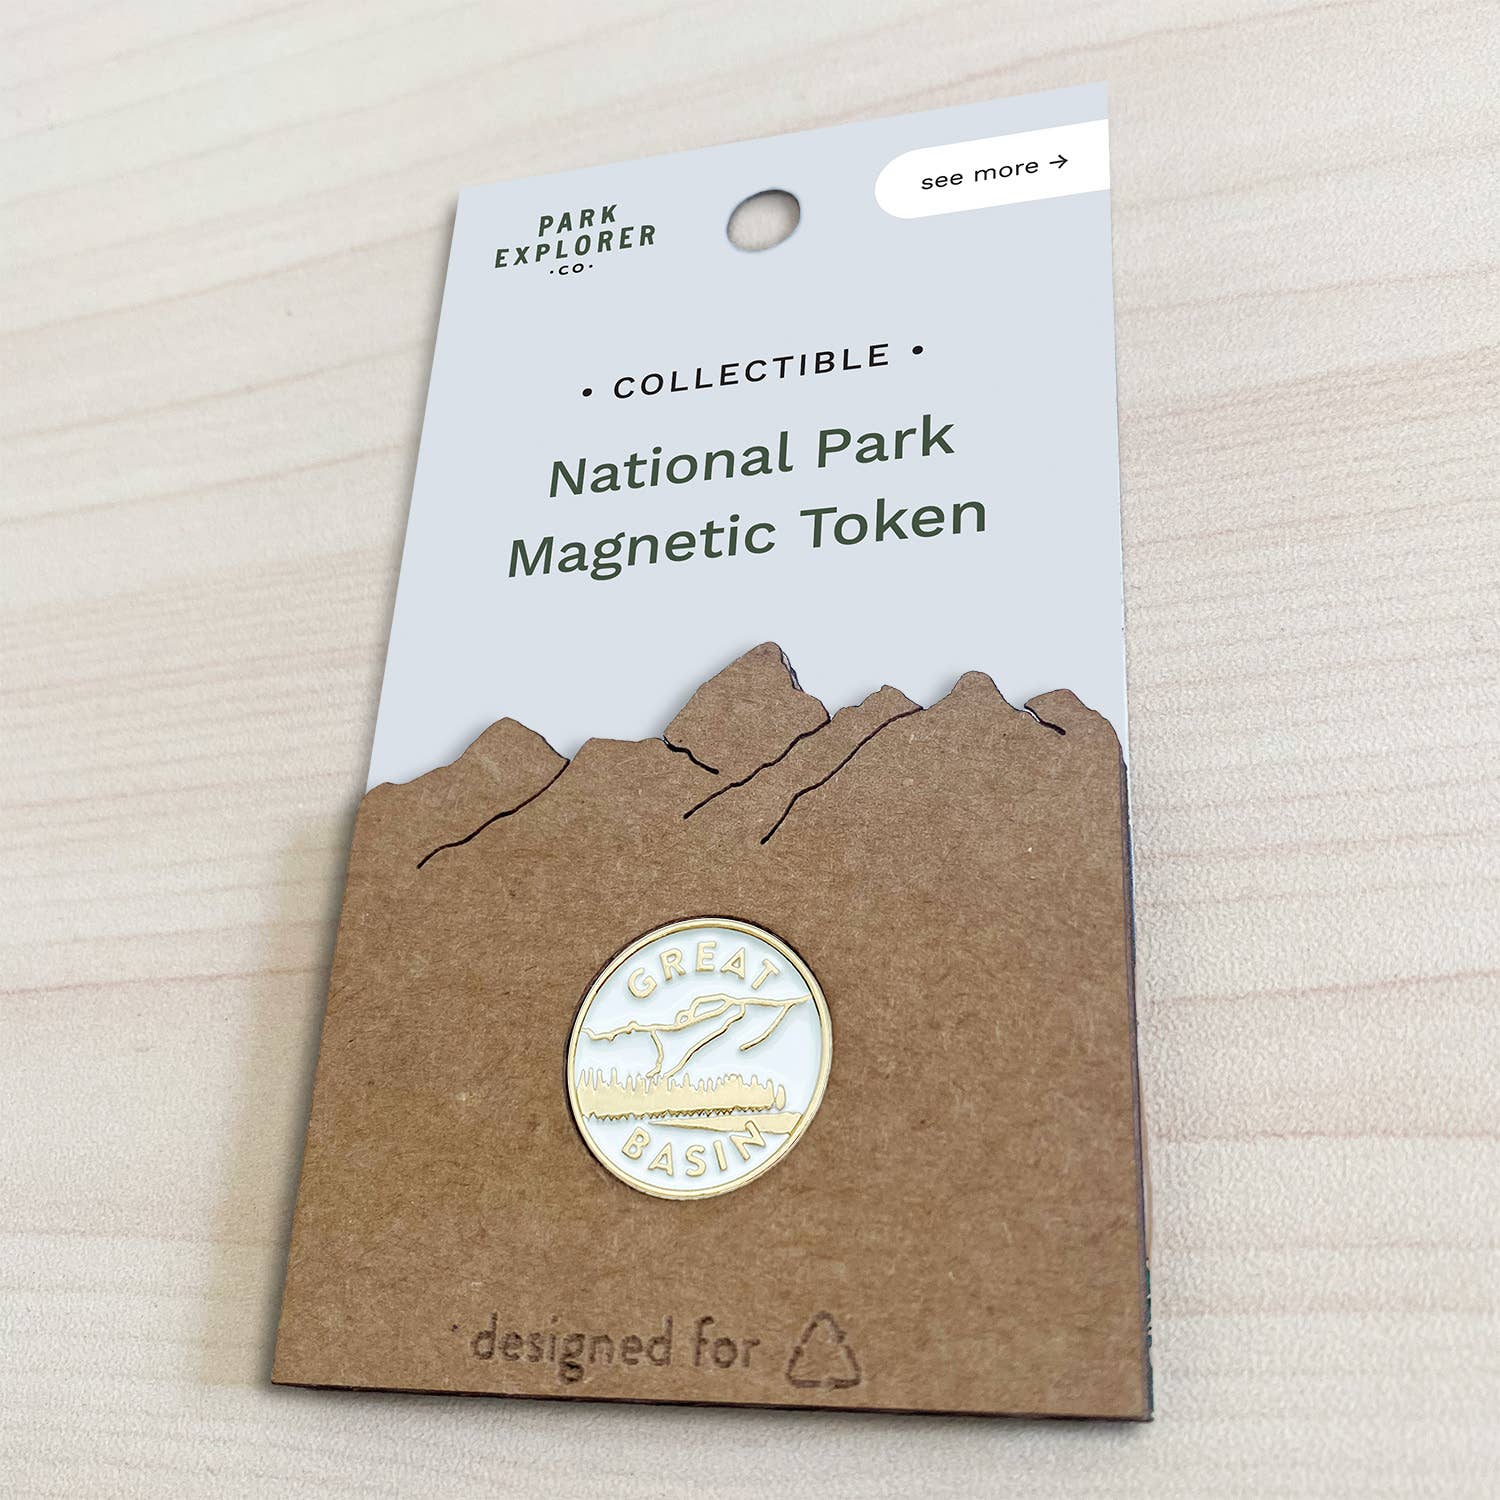 PARK
EXPLORER
·CO·
see more →
• COLLECTIBLE •
National Park
Magnetic Token
GREAT
BASIN
designed for